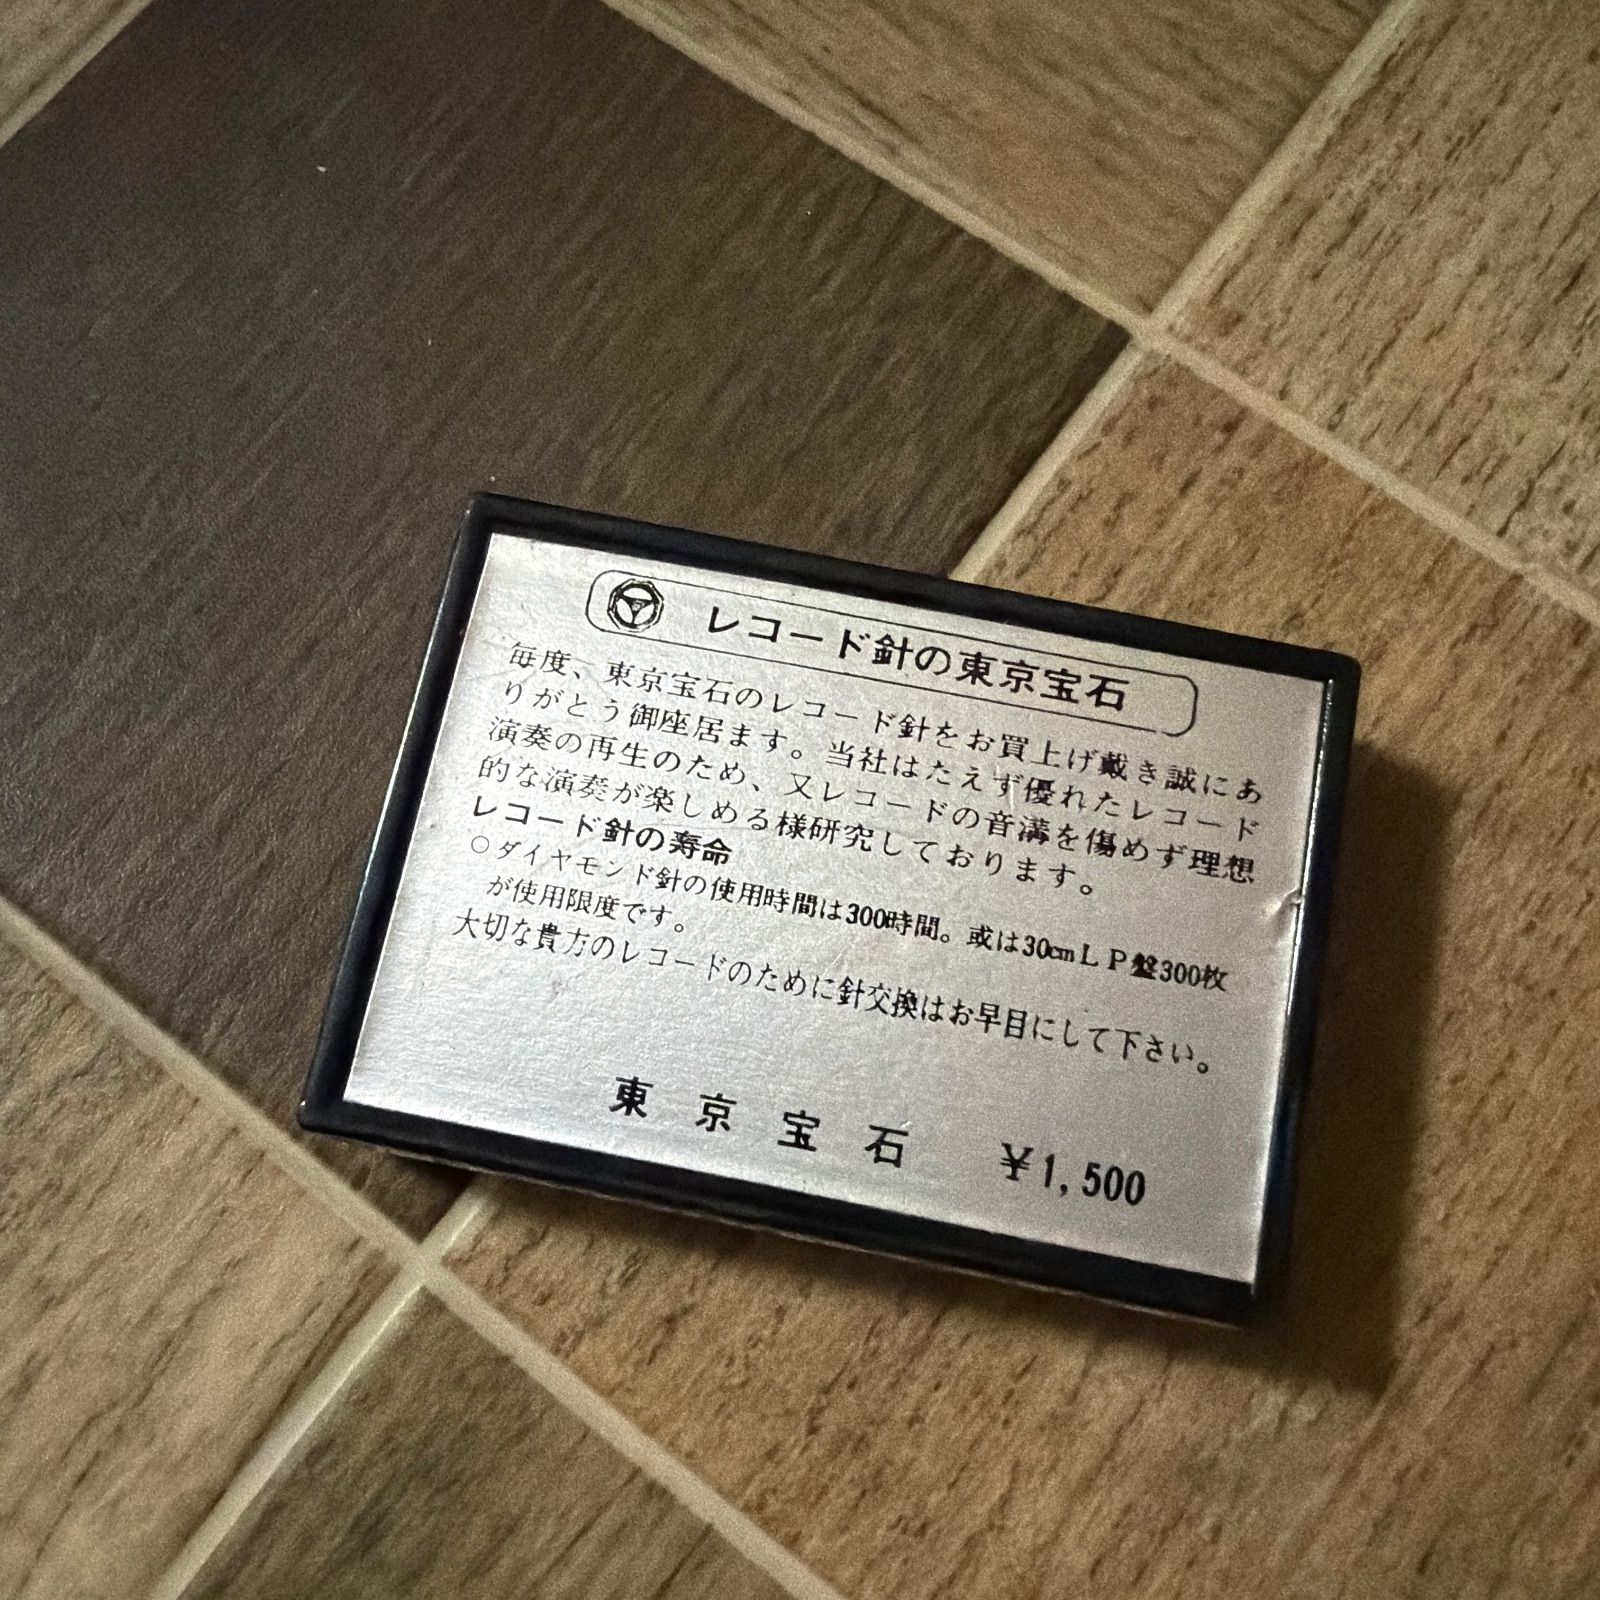 レコード針の東京宝石
毎度、東京宝石のレコード針をお買上げ戴き誠にあ
りがとう御座居ます。当社はたえず優れたレコード
演奏の再生のため、又レコードの音溝を傷めず理想
的な演奏が楽しめる様研究しております。
レコード針の寿命
○ダイヤモンド針の使用時間は300時間。或は30cmLP盤300枚
が使用限度です。
大切な貴方のレコードのために針交換はお早目にして下さい。
東京宝石 ¥1,500